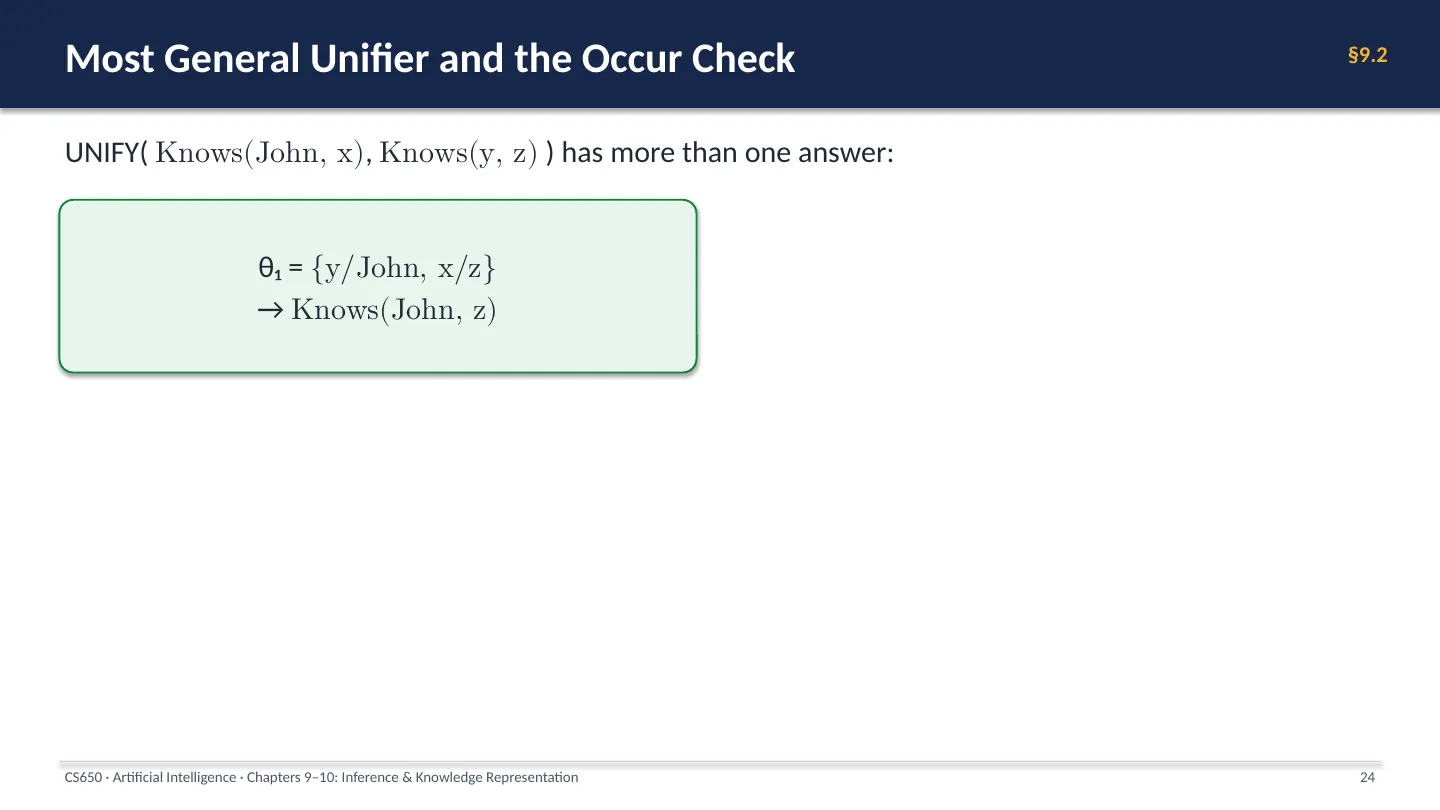 Most General Unifier and the Occur Check
§9.2
UNIFY( Knows(John, x), Knows(y, z) ) has more than one answer:
θ₁ = {y/John, x/z}
→ Knows(John, z)
CS650 · Artificial Intelligence · Chapters 9–10: Inference & Knowledge Representation
24